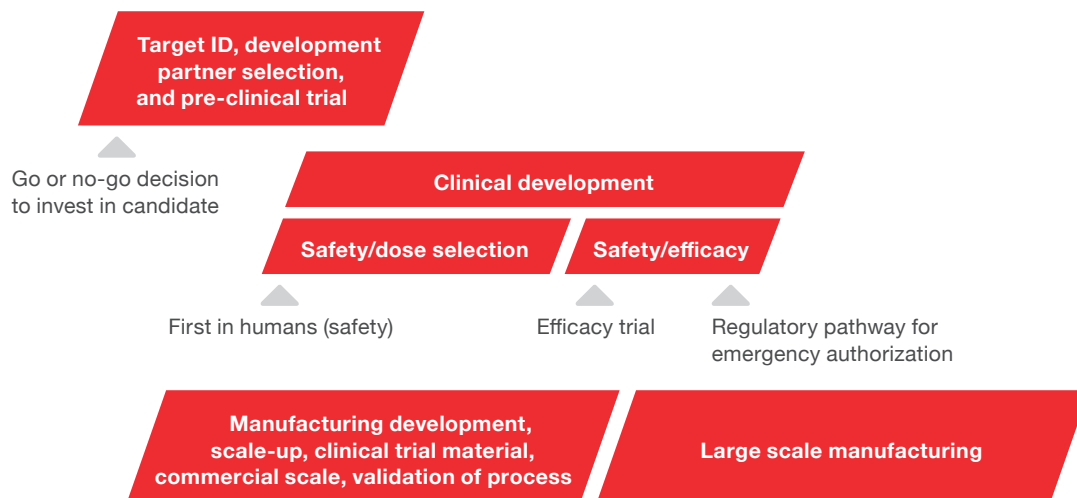 Target ID, development
partner selection,
and pre-clinical trial
Go or no-go decision
to invest in candidate
Clinical development
Safety/dose selection
Safety/efficacy
First in humans (safety)
Efficacy trial
Regulatory pathway for
emergency authorization
Manufacturing development,
scale-up, clinical trial material,
commercial scale, validation of process
Large scale manufacturing